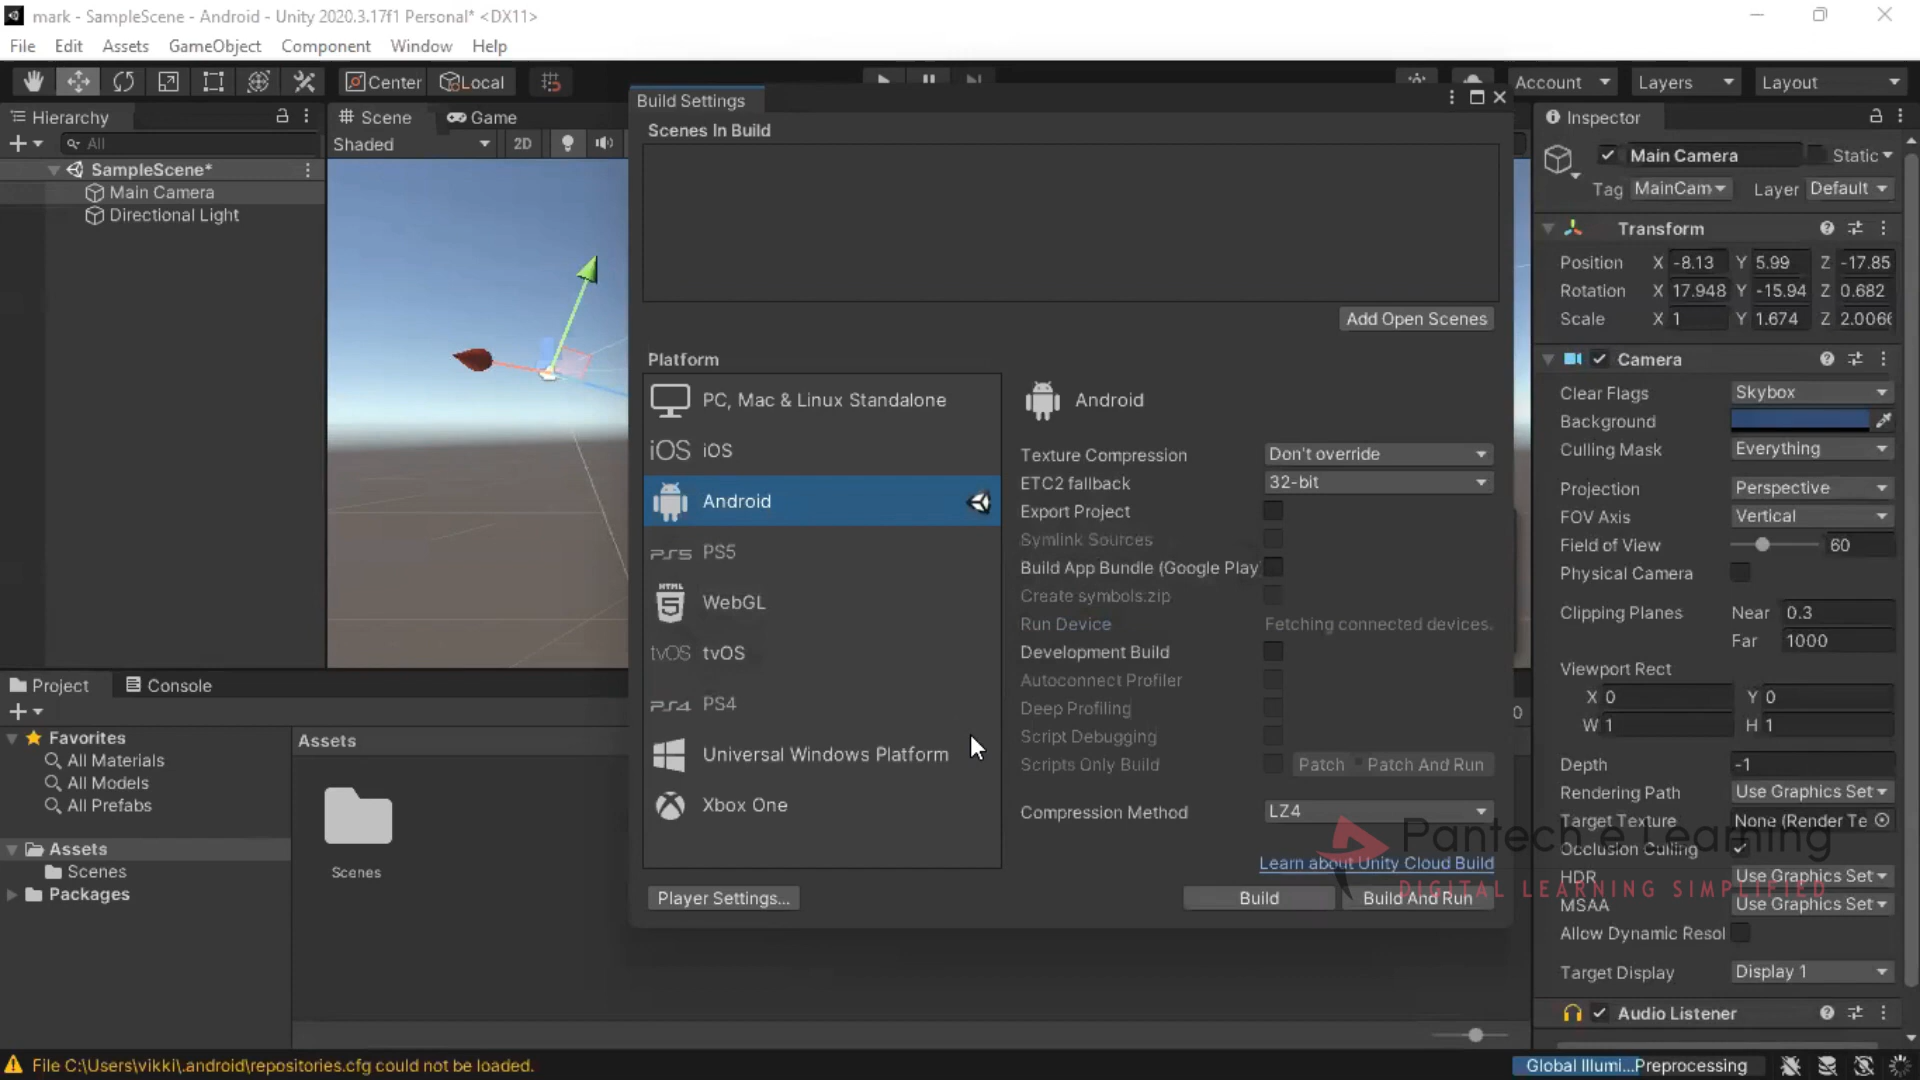 mark - SampleScene - Android - Unity 2020.3.17f1 Personal* <DX11>
File Edit Assets GameObject Component Window Help
Center Local Account Layers Layout
Hierarchy
All
SampleScene*
Main Camera
Directional Light
Scene Game
Shaded 2D
Build Settings
Scenes In Build
Add Open Scenes
Platform
PC, Mac & Linux Standalone
iOS iOS
Android
PS5 PS5
HTML 5 WebGL
tvOS tvOS
PS4 PS4
Universal Windows Platform
Xbox One
Android
Texture Compression Don't override
ETC2 fallback 32-bit
Export Project
Symlink Sources
Build App Bundle (Google Play
Create symbols.zip
Run Device Fetching connected devices.
Development Build
Autoconnect Profiler
Deep Profiling
Script Debugging
Scripts Only Build Patch Patch And Run
Compression Method LZ4
Learn about Unity Cloud Build
Player Settings... Build Build And Run
Inspector
Main Camera Static
Tag MainCam Layer Default
Transform
Position X -8.13 Y 5.99 Z -17.85
Rotation X 17.948 Y -15.94 Z 0.682
Scale X 1 Y 1.674 Z 2.006
Camera
Clear Flags Skybox
Background
Culling Mask Everything
Projection Perspective
FOV Axis Vertical
Field of View 60
Physical Camera
Clipping Planes Near 0.3
Far 1000
Viewport Rect
X 0 Y 0
W 1 H 1
Depth -1
Rendering Path Use Graphics Set
Target Texture None (Render Te
Occlusion Culling
HDR Use Graphics Set
MSAA Use Graphics Set
Allow Dynamic Resol
Target Display Display 1
Audio Listener
Pantech e Learning
DIGITAL LEARNING SIMPLIFIED
Project Console
Favorites
All Materials
All Models
All Prefabs
Assets
Scenes
Packages
Assets
Scenes
File C:\Users\vikki\.android\repositories.cfg could not be loaded.
Global Illumi...Preprocessing